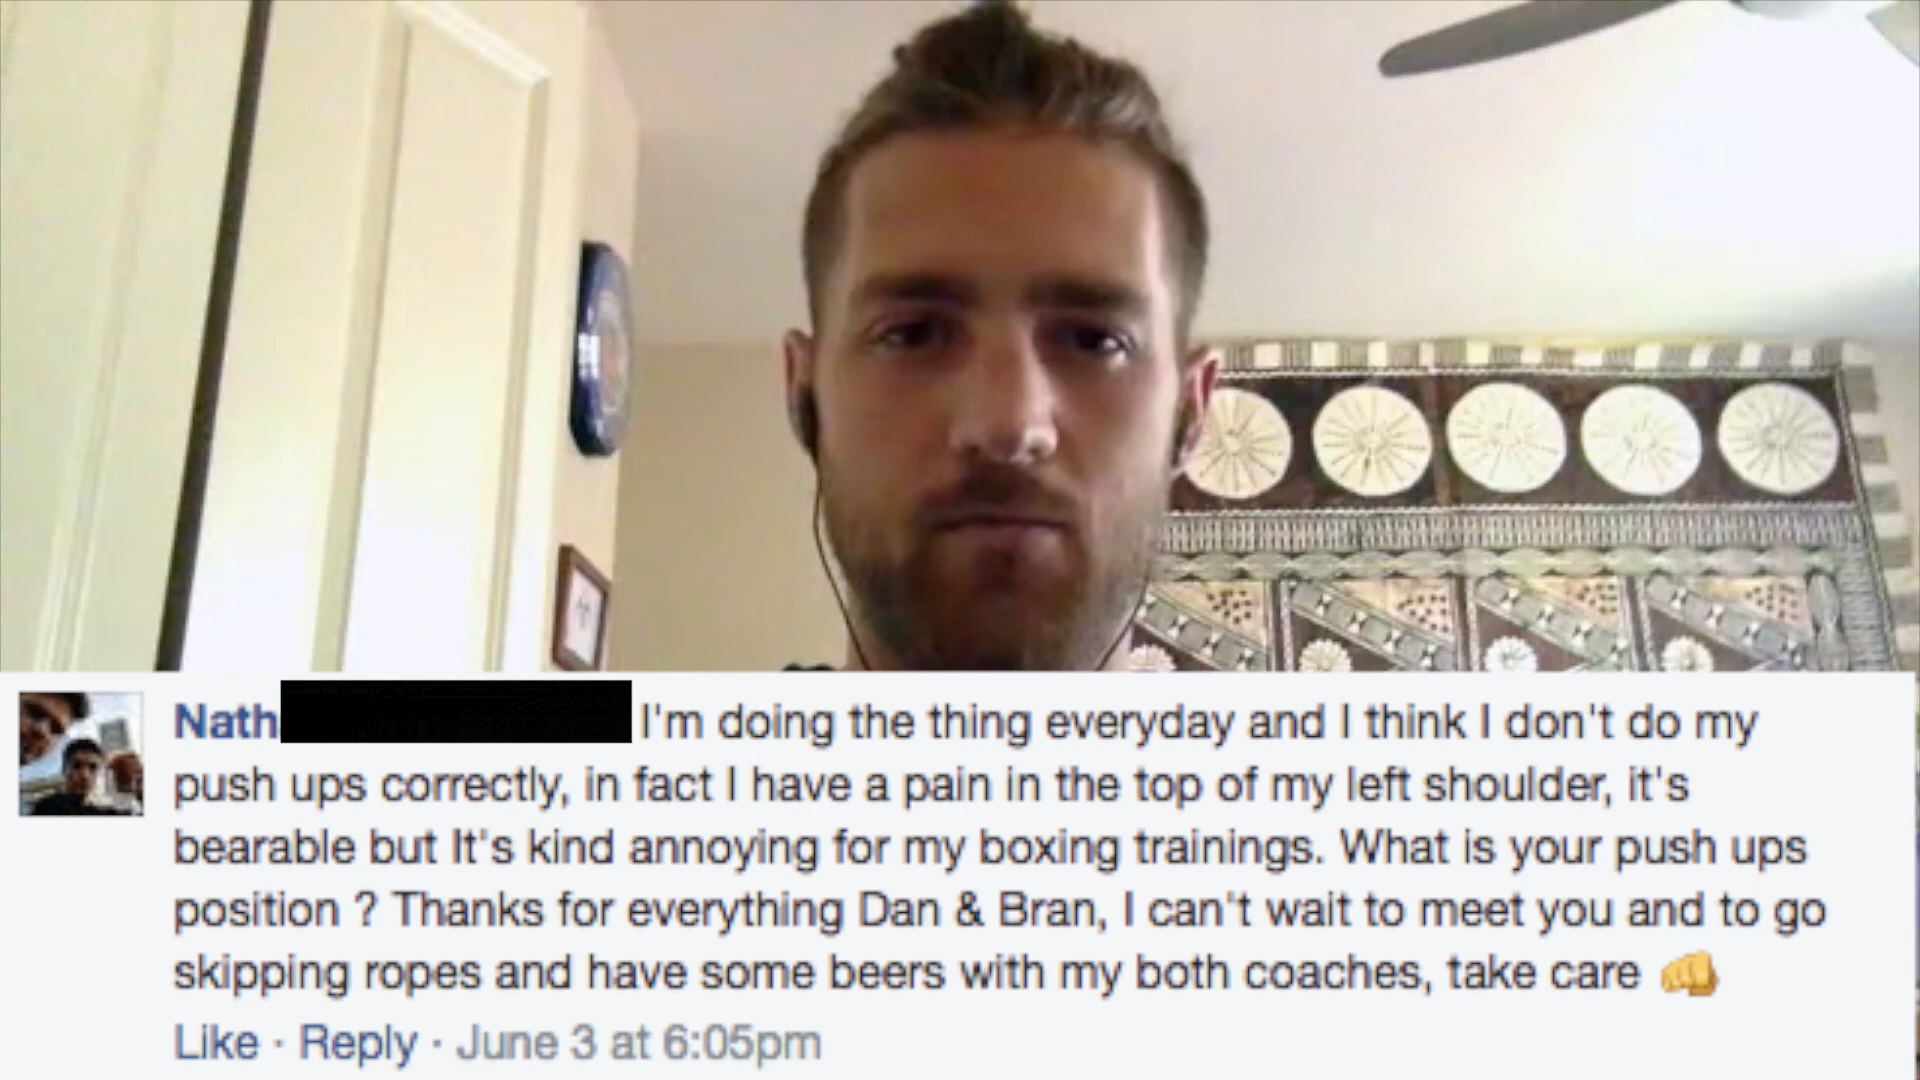 Nath I'm doing the thing everyday and I think I don't do my
push ups correctly, in fact I have a pain in the top of my left shoulder, it's
bearable but It's kind annoying for my boxing trainings. What is your push ups
position ? Thanks for everything Dan & Bran, I can't wait to meet you and to go
skipping ropes and have some beers with my both coaches, take care 👊
Like · Reply · June 3 at 6:05pm